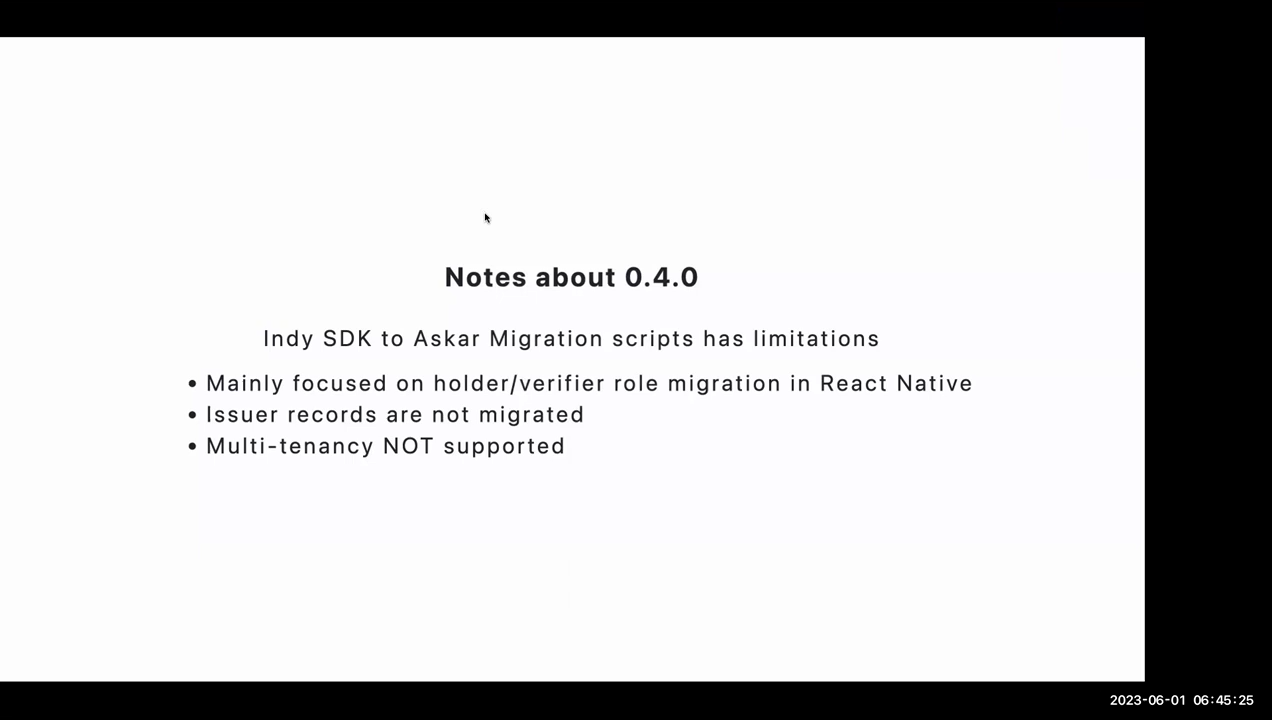 Notes about 0.4.0
Indy SDK to Askar Migration scripts has limitations
• Mainly focused on holder/verifier role migration in React Native
• Issuer records are not migrated
• Multi-tenancy NOT supported
2023-06-01 06:45:25